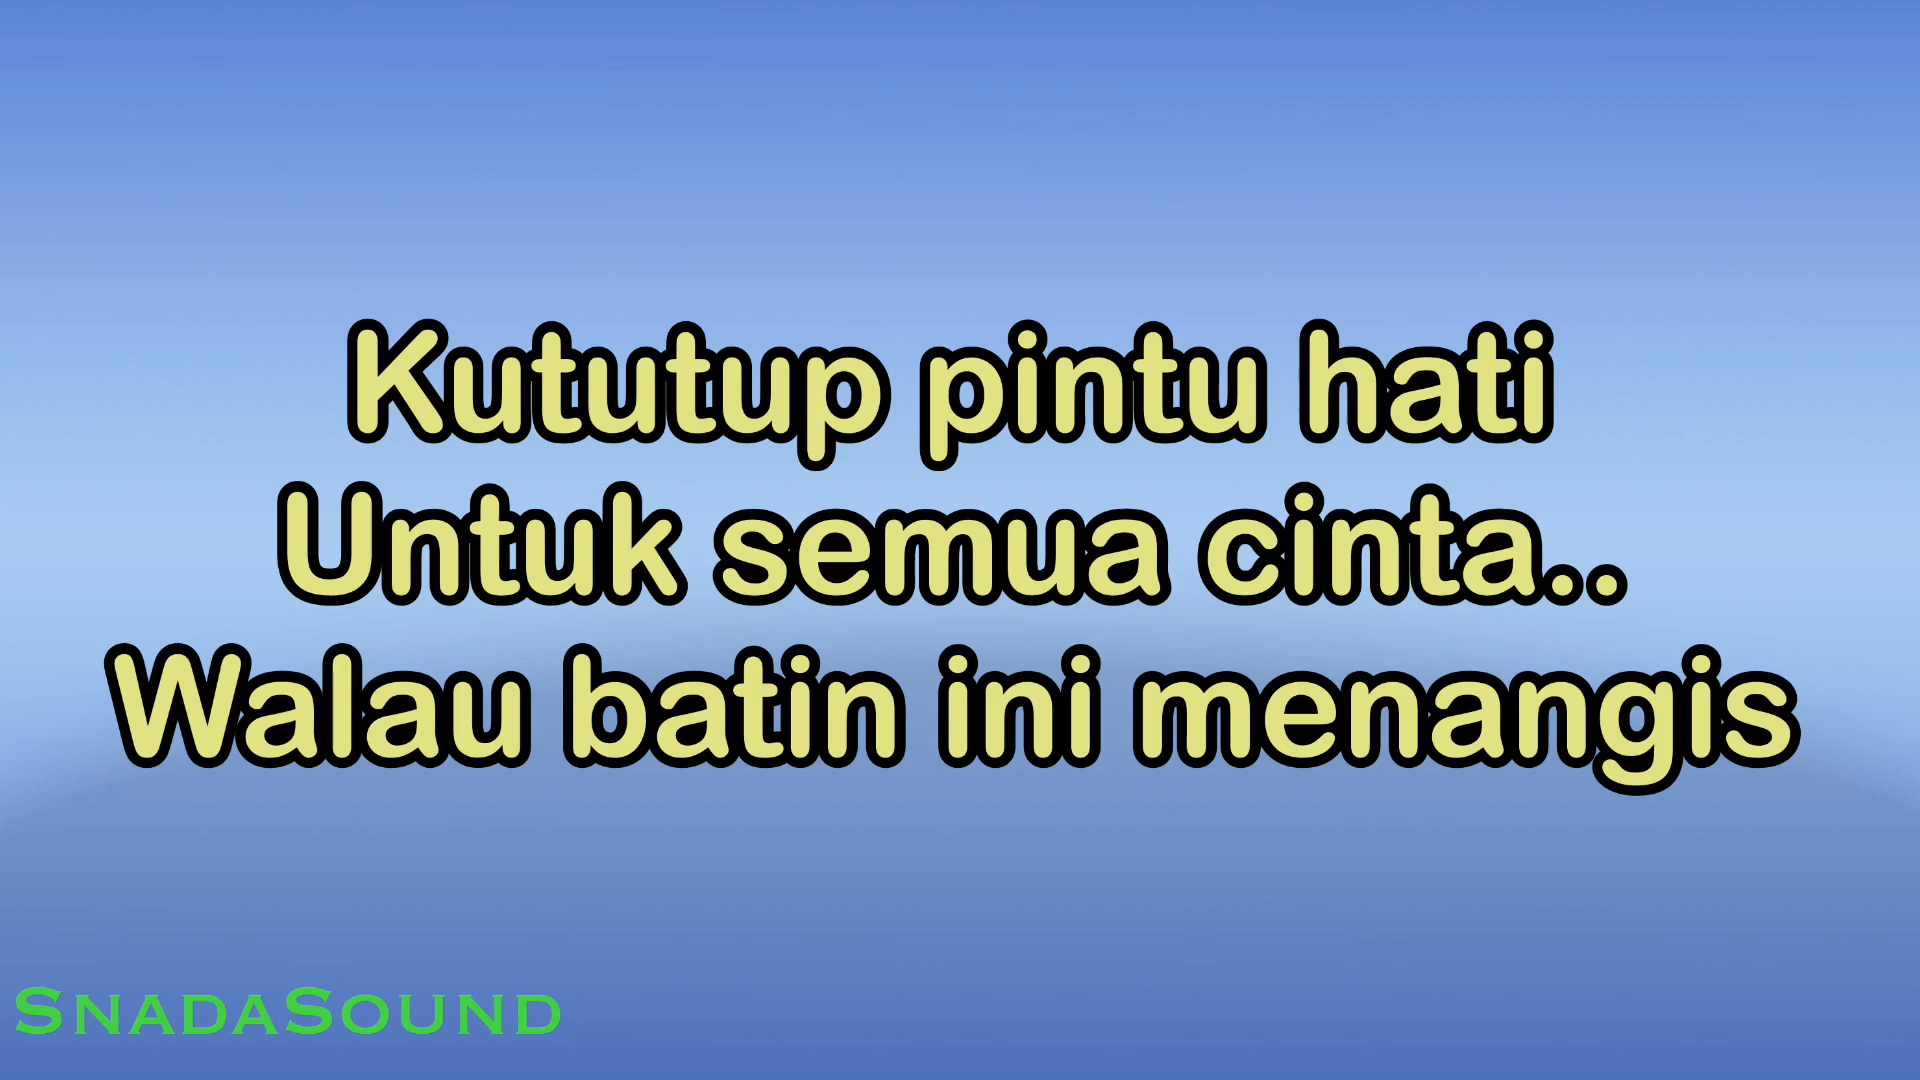 Kututup pintu hati
Untuk semua cinta..
Walau batin ini menangis
SnadaSound